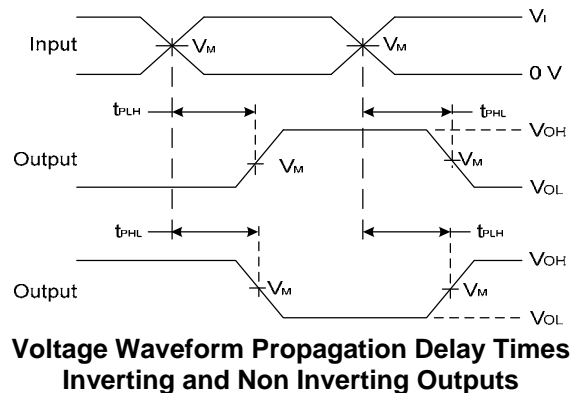 VI
Input VM VM
0 V
tPLH tPHL
VOH
Output VM VM
VOL
tPHL tPLH
VOH
Output VM VM
VOL
Voltage Waveform Propagation Delay Times
Inverting and Non Inverting Outputs